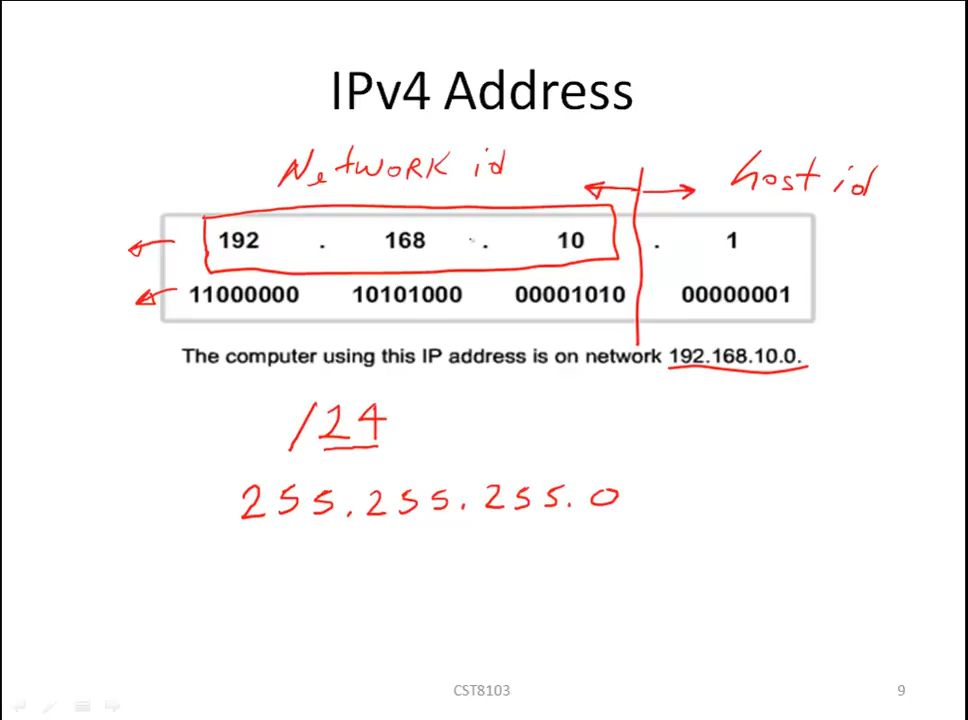 IPv4 Address
Network id
host id
192 . 168 . 10 . 1
11000000 10101000 00001010 00000001
The computer using this IP address is on network 192.168.10.0.
/24
255.255.255.0
CST8103
9